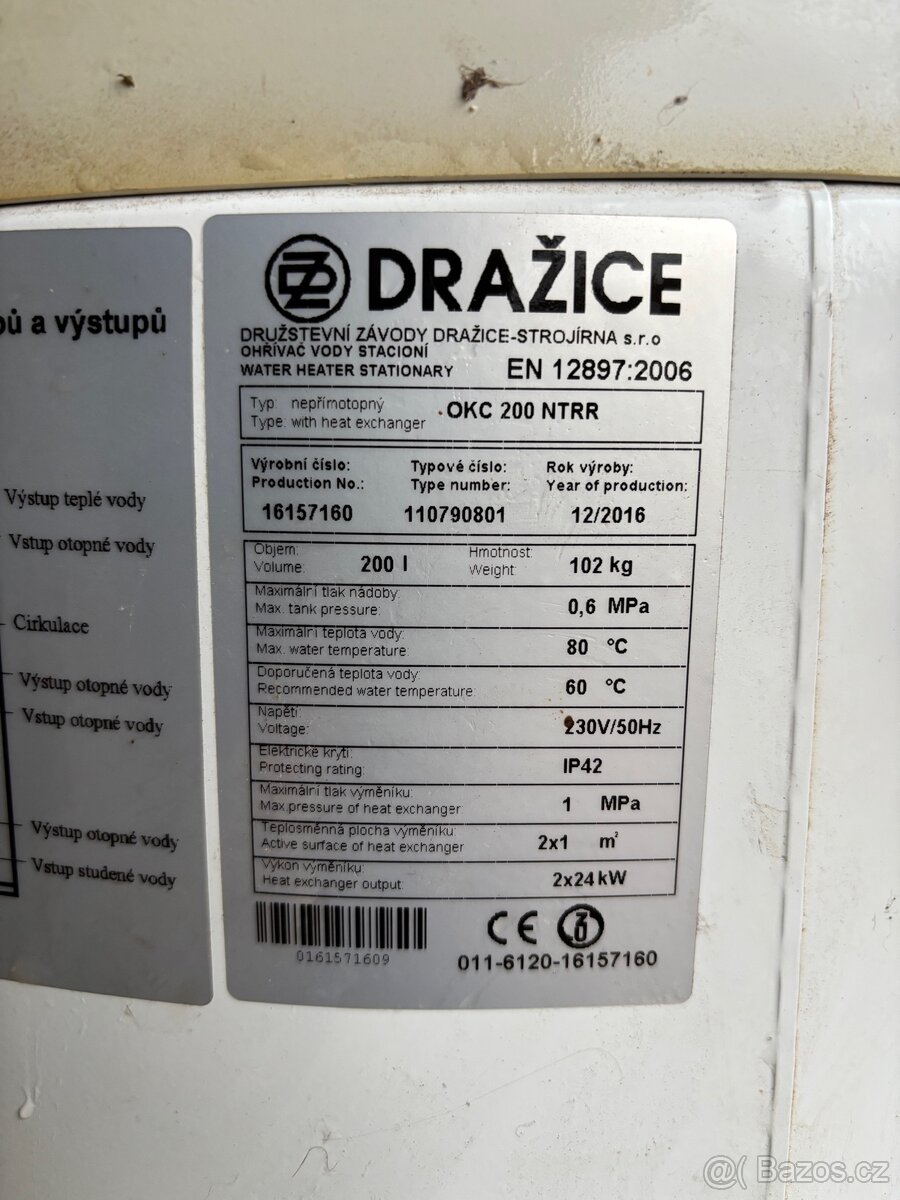 ů a výstupů
Výstup teplé vody
Vstup otopné vody
Cirkulace
Výstup otopné vody
Vstup otopné vody
Výstup otopné vody
Vstup studené vody
DRAŽICE
DRUŽSTEVNÍ ZÁVODY DRAŽICE-STROJÍRNA s.r.o
OHŘÍVAČ VODY STACIONÍ
WATER HEATER STATIONARY EN 12897:2006
Typ: nepřímotopný
Type: with heat exchanger OKC 200 NTRR
Výrobní číslo: Typové číslo: Rok výroby:
Production No.: Type number: Year of production:
16157160 110790801 12/2016
Objem: Hmotnost:
Volume: 200 l Weight: 102 kg
Maximální tlak nádoby:
Max. tank pressure: 0,6 MPa
Maximální teplota vody:
Max. water temperature: 80 °C
Doporučená teplota vody:
Recommended water temperature: 60 °C
Napětí:
Voltage: 230V/50Hz
Elektrické krytí:
Protecting rating: IP42
Maximální tlak výměníku:
Max.pressure of heat exchanger: 1 MPa
Teplosměnná plocha výměníku:
Active surface of heat exchanger 2x1 m²
Výkon výměníku:
Heat exchanger output: 2x24 kW
0161571609
CE
011-6120-16157160
@( Bazos.cz